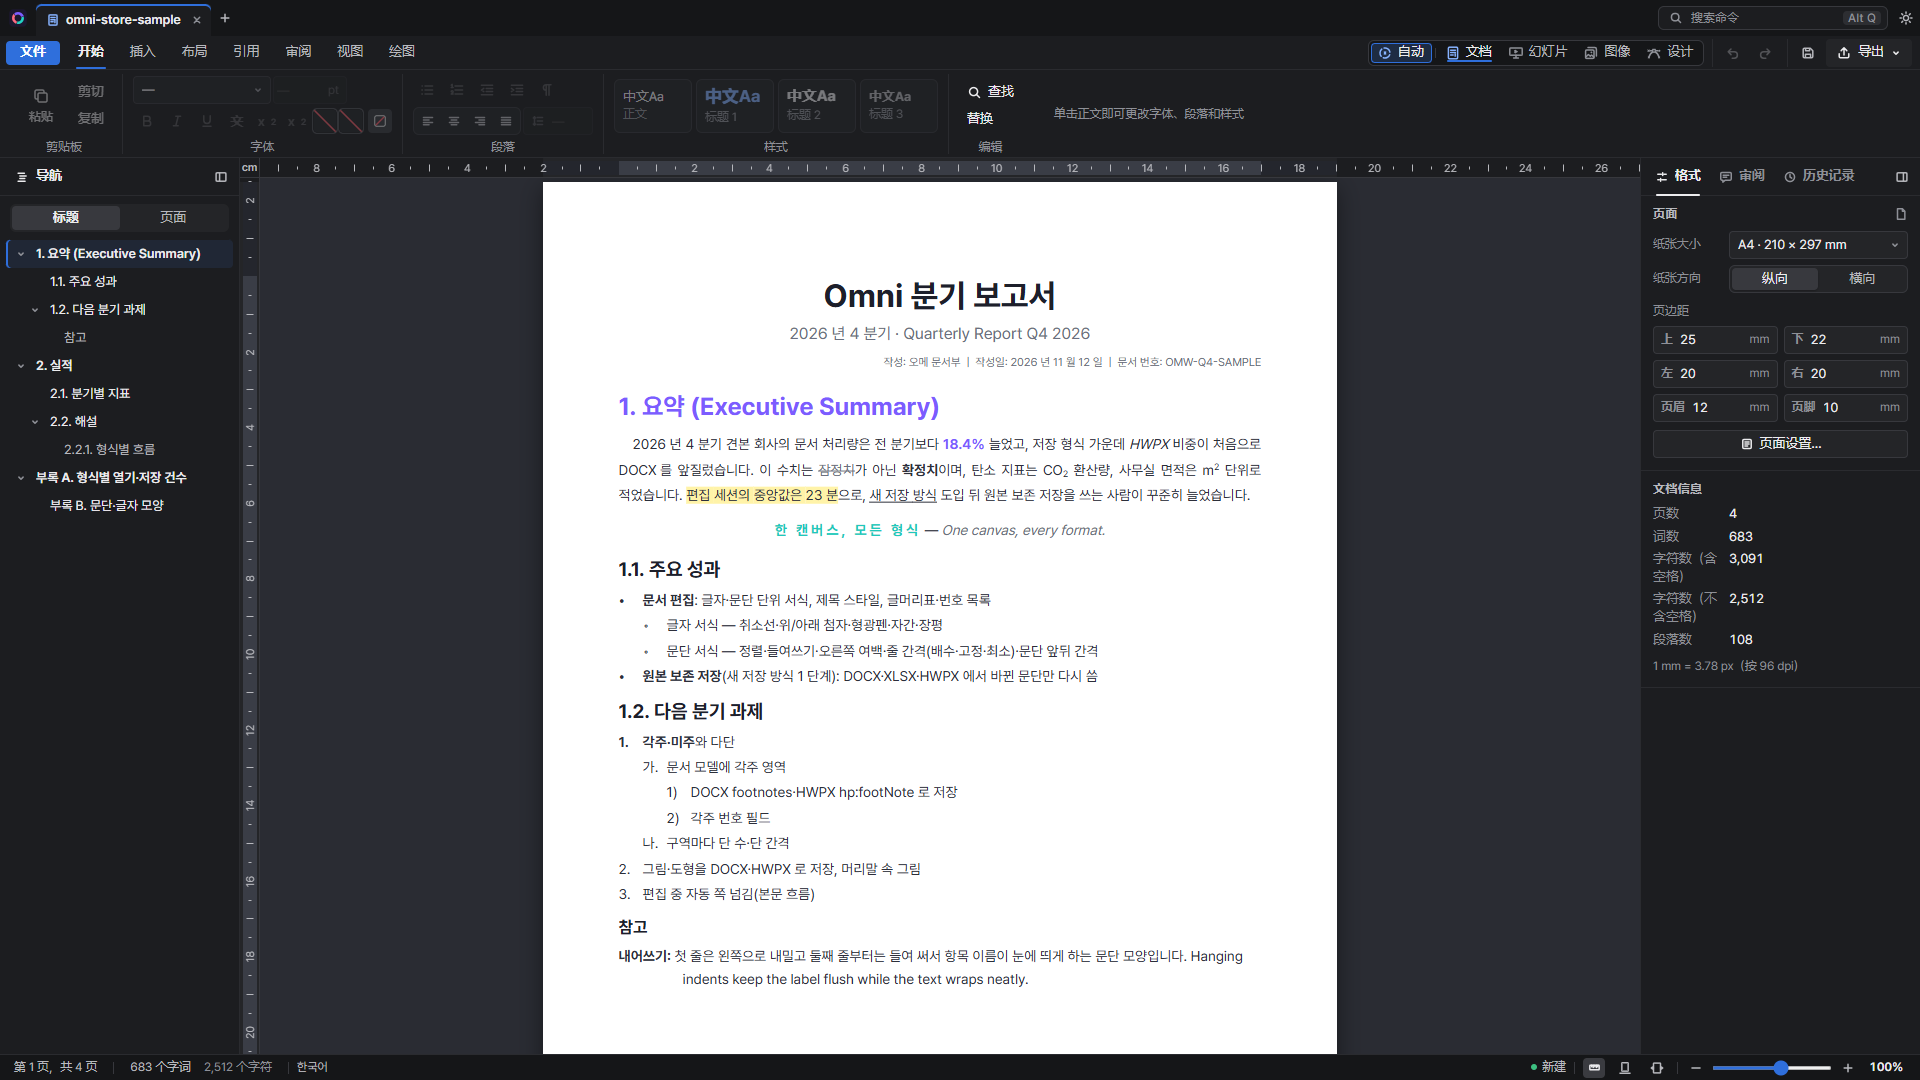 omni-store-sample
搜索命令 Alt Q
文件 开始 插入 布局 引用 审阅 视图 绘图
自动 文档 幻灯片 图像 设计 导出
粘贴 剪切 复制 剪贴板
pt
B I U 文 x 2 x 2
字体
段落
中文Aa 正文
中文Aa 标题 1
中文Aa 标题 2
中文Aa 标题 3
样式
查找
替换
编辑
单击正文即可更改字体、段落和样式
导航
标题 页面
1. 요약 (Executive Summary)
1.1. 주요 성과
1.2. 다음 분기 과제
참고
2. 실적
2.1. 분기별 지표
2.2. 해설
2.2.1. 형식별 흐름
부록 A. 형식별 열기·저장 건수
부록 B. 문단·글자 모양
cm 8 6 4 2 2 4 6 8 10 12 14 16 18 20 22 24 26
2 2 4 6 8 10 12 14 16 18 20
Omni 분기 보고서
2026 년 4 분기 · Quarterly Report Q4 2026
작성: 오메 문서부 | 작성일: 2026 년 11 월 12 일 | 문서 번호: OMW-Q4-SAMPLE
1. 요약 (Executive Summary)
2026 년 4 분기 견본 회사의 문서 처리량은 전 분기보다 18.4% 늘었고, 저장 형식 가운데 HWPX 비중이 처음으로
DOCX 를 앞질렀습니다. 이 수치는 잠정치가 아닌 확정치이며, 탄소 지표는 CO2 환산량, 사무실 면적은 m2 단위로
적었습니다. 편집 세션의 중앙값은 23 분으로, 새 저장 방식 도입 뒤 원본 보존 저장을 쓰는 사람이 꾸준히 늘었습니다.
한 캔버스, 모든 형식 — One canvas, every format.
1.1. 주요 성과
• 문서 편집: 글자·문단 단위 서식, 제목 스타일, 글머리표·번호 목록
• 글자 서식 — 취소선·위/아래 첨자·형광펜·자간·장평
• 문단 서식 — 정렬·들여쓰기·오른쪽 여백·줄 간격(배수·고정·최소)·문단 앞뒤 간격
• 원본 보존 저장(새 저장 방식 1 단계): DOCX·XLSX·HWPX 에서 바뀐 문단만 다시 씀
1.2. 다음 분기 과제
1. 각주·미주와 다단
가. 문서 모델에 각주 영역
1) DOCX footnotes·HWPX hp:footNote 로 저장
2) 각주 번호 필드
나. 구역마다 단 수·단 간격
2. 그림·도형을 DOCX·HWPX 로 저장, 머리말 속 그림
3. 편집 중 자동 쪽 넘김(본문 흐름)
참고
내어쓰기: 첫 줄은 왼쪽으로 내밀고 둘째 줄부터는 들여 써서 항목 이름이 눈에 띄게 하는 문단 모양입니다. Hanging
indents keep the label flush while the text wraps neatly.
格式 审阅 历史记录
页面
纸张大小 A4 · 210 × 297 mm
纸张方向 纵向 横向
页边距
上 25 mm 下 22 mm
左 20 mm 右 20 mm
页眉 12 mm 页脚 10 mm
页面设置...
文档信息
页数 4
词数 683
字符数（含空格） 3,091
字符数（不含空格） 2,512
段落数 108
1 mm = 3.78 px（按 96 dpi）
第 1 页，共 4 页 683 个字词 2,512 个字符 한국어
新建 100%